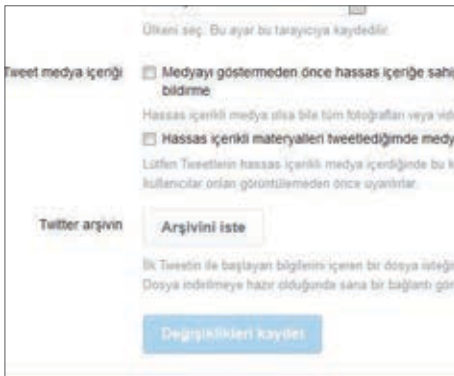 Ülkeni seç. Bu ayar bu tarayıcıya kaydedilir.
Tweet medya içeriği
Medyayı göstermeden önce hassas içeriğe sahi
bildirme
Hassas içerikli medya olsa bile tüm fotoğrafları veya vide
Hassas içerikli materyalleri tweetlediğimde medy
Lütfen Tweetlerin hassas içerikli medya içerdiğinde bu k
kullanıcılar onları görüntülemeden önce uyarılırlar.
Twitter arşivin
Arşivini iste
İlk Tweetin ile başlayan bilgilerini içeren bir dosya isteği
Dosya indirilmeye hazır olduğunda sana bir bağlantı gön
Değişiklikleri kaydet